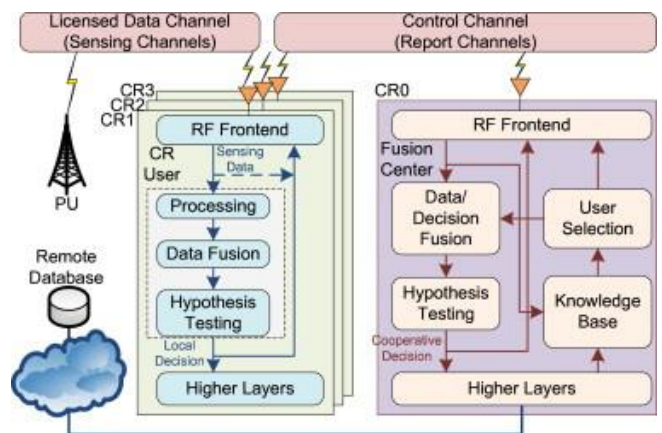 Licensed Data Channel
(Sensing Channels)
Control Channel
(Report Channels)
CR3
CR2
CR1
RF Frontend
CR
User
Sensing
Data
Processing
Data Fusion
Hypothesis
Testing
Local
Decision
Higher Layers
PU
Remote
Database
CR0
RF Frontend
Fusion
Center
Data/
Decision
Fusion
User
Selection
Hypothesis
Testing
Knowledge
Base
Cooperative
Decision
Higher Layers